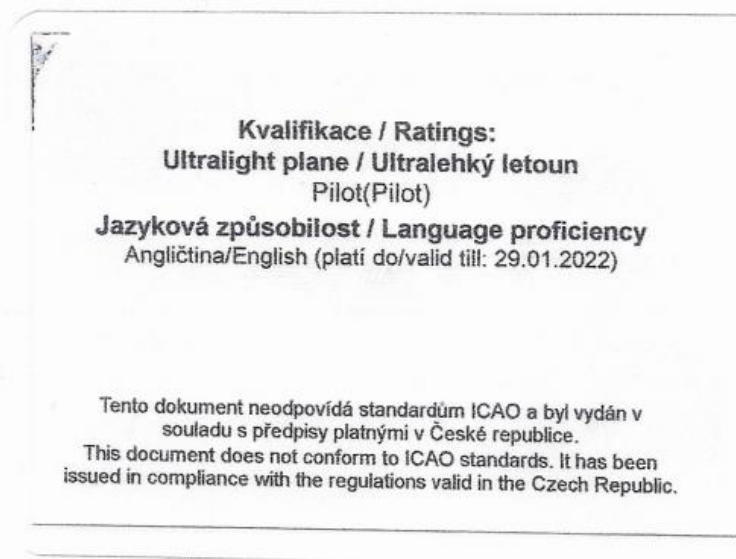 Kvalifikace / Ratings:
Ultralight plane / Ultralehký letoun
Pilot(Pilot)
Jazyková způsobilost / Language proficiency
Angličtina/English (platí do/valid till: 29.01.2022)
Tento dokument neodpovídá standardům ICAO a byl vydán v
souladu s předpisy platnými v České republice.
This document does not conform to ICAO standards. It has been
issued in compliance with the regulations valid in the Czech Republic.